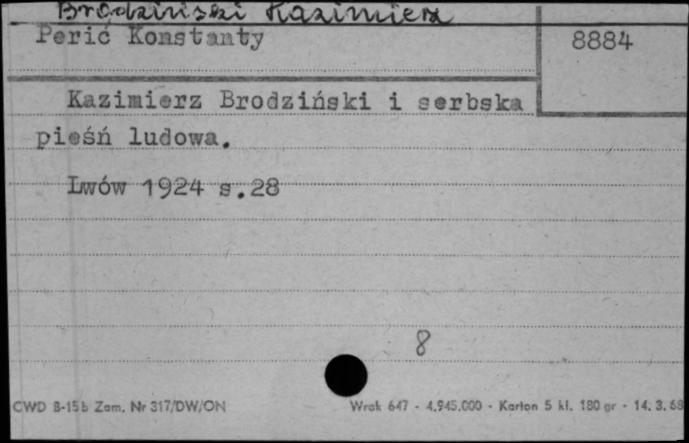 Brodziński Kazimierz
Perić Konstanty
8884
Kazimierz Brodziński i serbska
pieśń ludowa.
Lwów 1924 s.28
8
CWD B-15b Zam. Nr 317/DW/ON
Wrok 647 - 4.945.000 - Karton 5 kl. 180 gr - 14. 3. 68